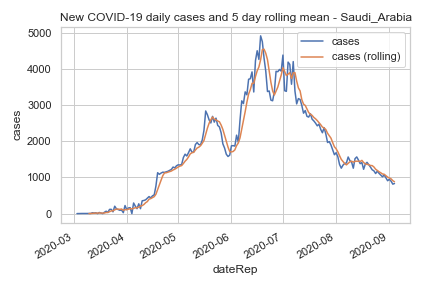 New COVID-19 daily cases and 5 day rolling mean - Saudi_Arabia
cases
cases (rolling)
5000
4000
3000
2000
1000
0
cases
2020-03
2020-04
2020-05
2020-06
2020-07
2020-08
2020-09
dateRep